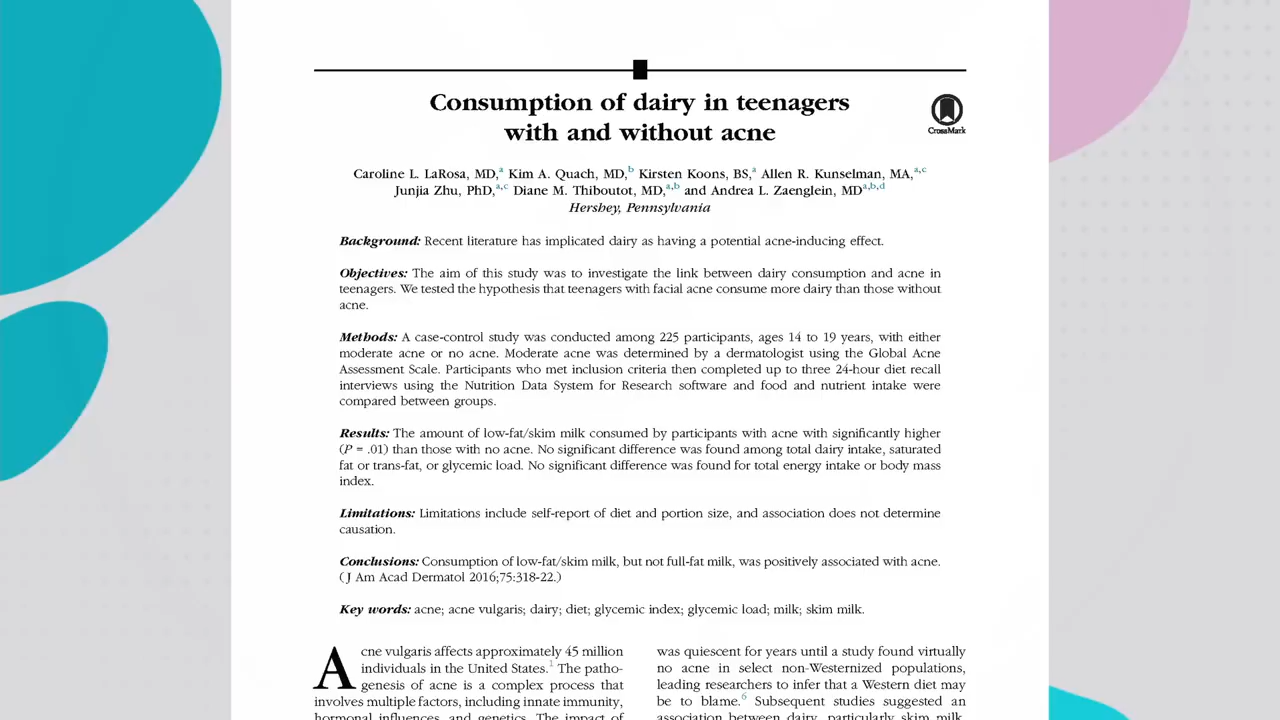 Consumption of dairy in teenagers
with and without acne
CrossMark
Caroline L. LaRosa, MD,a Kim A. Quach, MD,b Kirsten Koons, BS,a Allen R. Kunselman, MA,a,c
Junjia Zhu, PhD,a,c Diane M. Thiboutot, MD,a,b and Andrea L. Zaenglein, MDa,b,d
Hershey, Pennsylvania
Background: Recent literature has implicated dairy as having a potential acne-inducing effect.
Objectives: The aim of this study was to investigate the link between dairy consumption and acne in
teenagers. We tested the hypothesis that teenagers with facial acne consume more dairy than those without
acne.
Methods: A case-control study was conducted among 225 participants, ages 14 to 19 years, with either
moderate acne or no acne. Moderate acne was determined by a dermatologist using the Global Acne
Assessment Scale. Participants who met inclusion criteria then completed up to three 24-hour diet recall
interviews using the Nutrition Data System for Research software and food and nutrient intake were
compared between groups.
Results: The amount of low-fat/skim milk consumed by participants with acne with significantly higher
(P = .01) than those with no acne. No significant difference was found among total dairy intake, saturated
fat or trans-fat, or glycemic load. No significant difference was found for total energy intake or body mass
index.
Limitations: Limitations include self-report of diet and portion size, and association does not determine
causation.
Conclusions: Consumption of low-fat/skim milk, but not full-fat milk, was positively associated with acne.
( J Am Acad Dermatol 2016;75:318-22.)
Key words: acne; acne vulgaris; dairy; diet; glycemic index; glycemic load; milk; skim milk.
Acne vulgaris affects approximately 45 million
individuals in the United States.1 The patho-
genesis of acne is a complex process that
involves multiple factors, including innate immunity,
hormonal influences, and genetics. The impact of
was quiescent for years until a study found virtually
no acne in select non-Westernized populations,
leading researchers to infer that a Western diet may
be to blame.6 Subsequent studies suggested an
association between dairy, particularly skim milk,